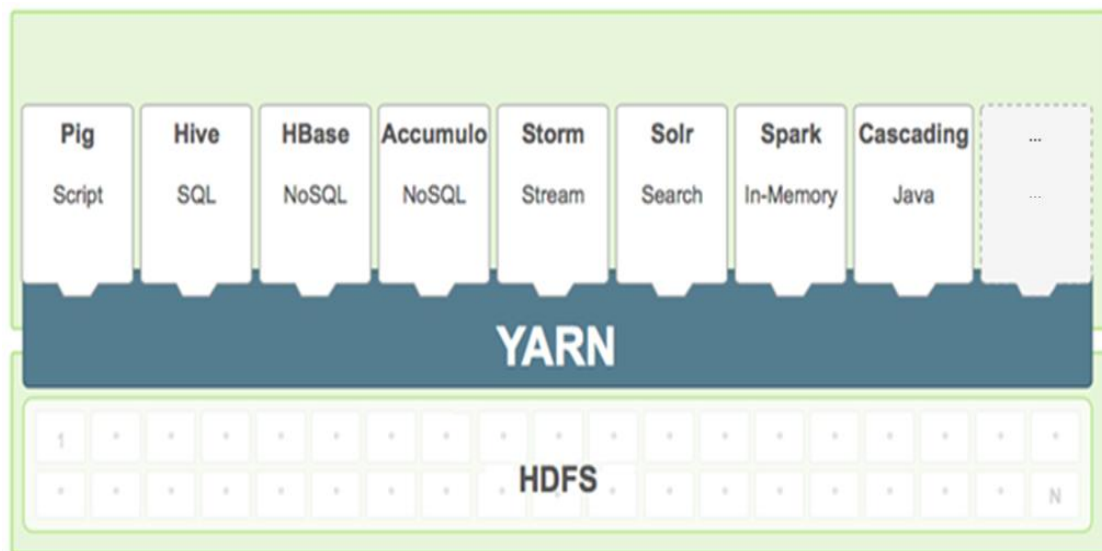 Pig Hive HBase Accumulo Storm Solr Spark Cascading ...
Script SQL NoSQL NoSQL Stream Search In-Memory Java ...
YARN
1 * * * * * * * * * * * * * * * * * *
HDFS
* * * * * * * * * * * * * * * * * * N